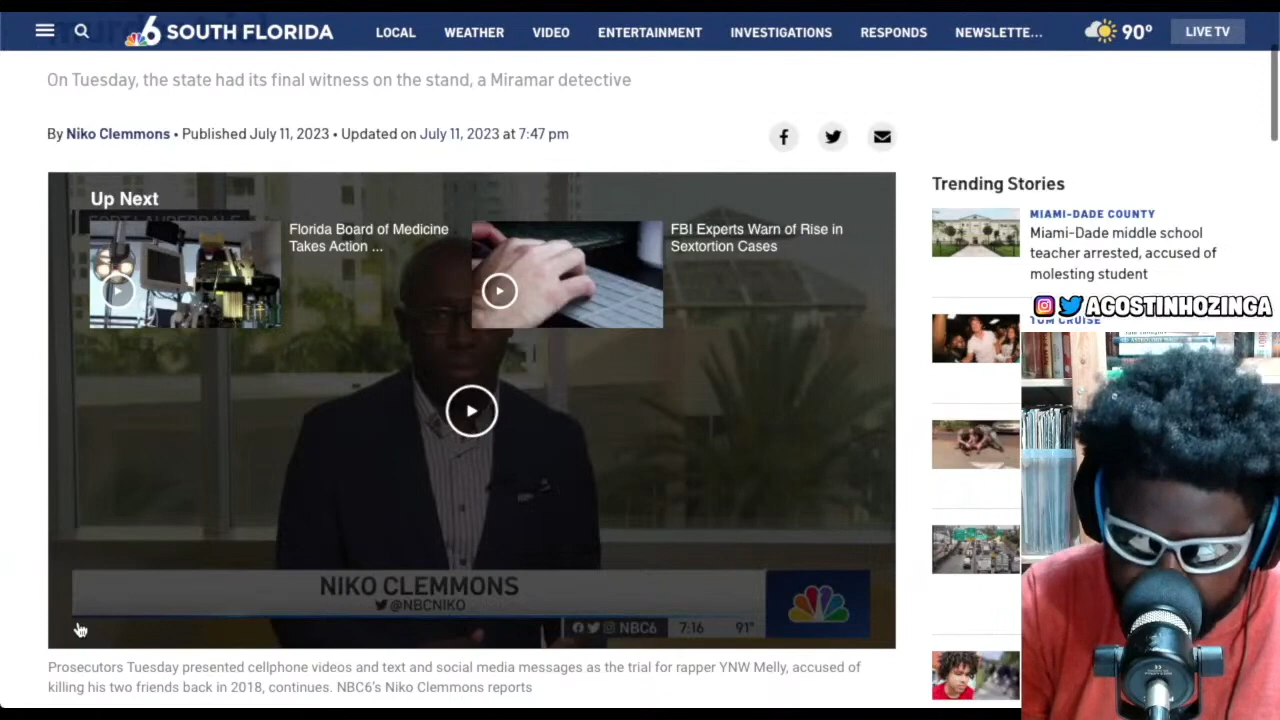 6 SOUTH FLORIDA
LOCAL
WEATHER
VIDEO
ENTERTAINMENT
INVESTIGATIONS
RESPONDS
NEWSLETTE...
90°
LIVE TV
On Tuesday, the state had its final witness on the stand, a Miramar detective
By Niko Clemmons • Published July 11, 2023 • Updated on July 11, 2023 at 7:47 pm
Up Next
FORT LAUDERDALE
Florida Board of Medicine
Takes Action ...
FBI Experts Warn of Rise in
Sextortion Cases
NIKO CLEMMONS
@NBCNIKO
NBC6 7:16 91°
Prosecutors Tuesday presented cellphone videos and text and social media messages as the trial for rapper YNW Melly, accused of
killing his two friends back in 2018, continues. NBC6's Niko Clemmons reports
Trending Stories
MIAMI-DADE COUNTY
Miami-Dade middle school
teacher arrested, accused of
molesting student
AGOSTINHOZINGA
TOM CRUISE